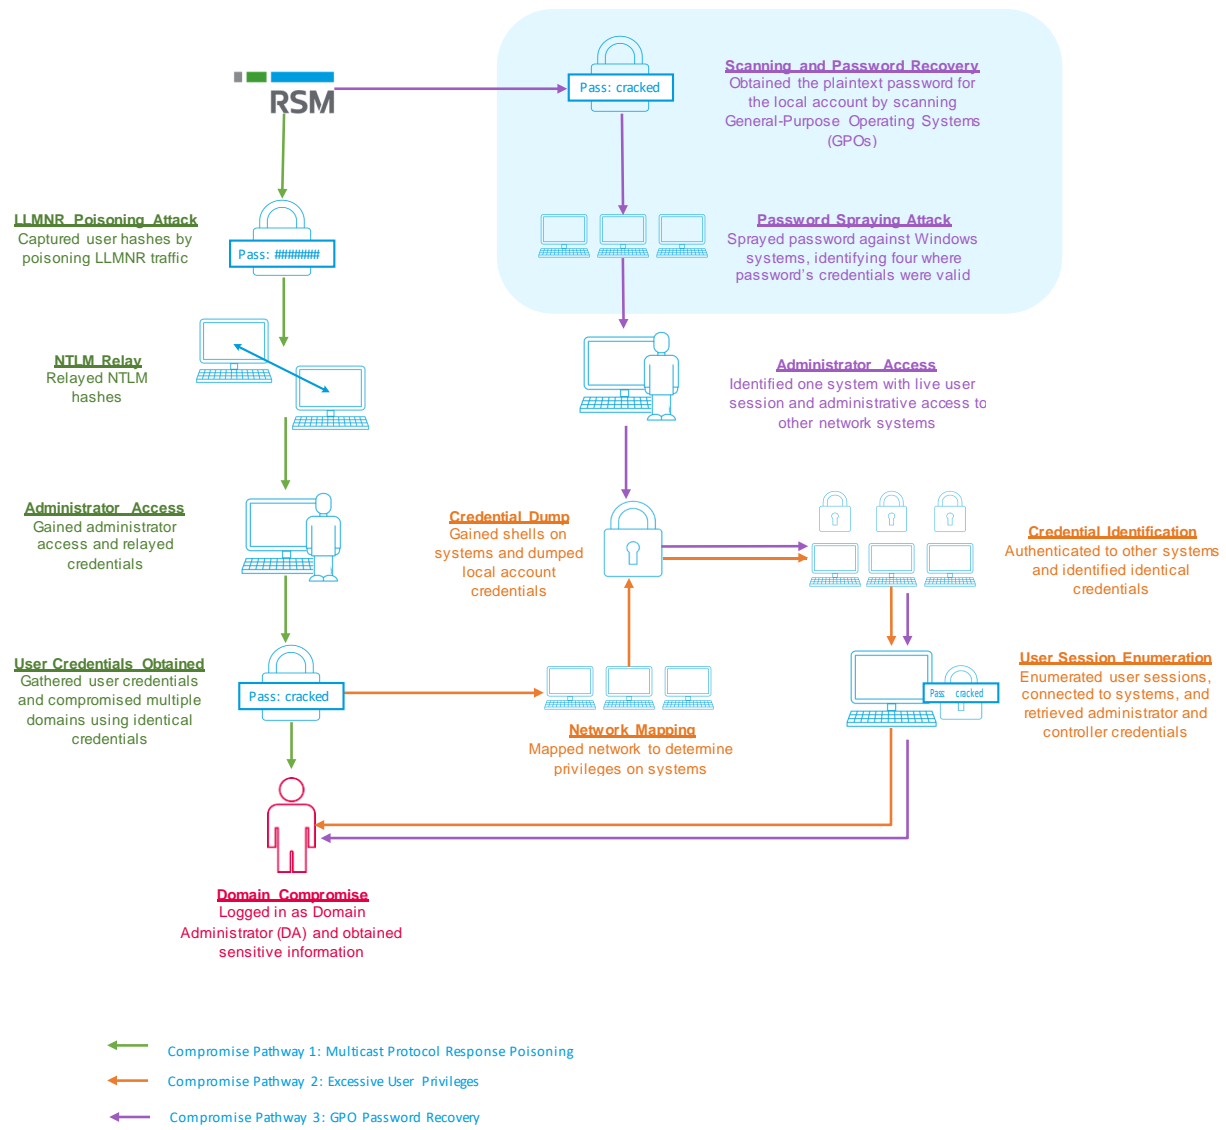 RSM
Pass: cracked
Scanning and Password Recovery
Obtained the plaintext password for
the local account by scanning
General-Purpose Operating Systems
(GPOs)
LLMNR Poisoning Attack
Captured user hashes by
poisoning LLMNR traffic
Pass: #######
Password Spraying Attack
Sprayed password against Windows
systems, identifying four where
password's credentials were valid
NTLM Relay
Relayed NTLM
hashes
Administrator Access
Identified one system with live user
session and administrative access to
other network systems
Administrator Access
Gained administrator
access and relayed
credentials
Credential Dump
Gained shells on
systems and dumped
local account
credentials
Credential Identification
Authenticated to other systems
and identified identical
credentials
User Credentials Obtained
Gathered user credentials
and compromised multiple
domains using identical
credentials
Pass: cracked
Network Mapping
Mapped network to determine
privileges on systems
Pass: cracked
User Session Enumeration
Enumerated user sessions,
connected to systems, and
retrieved administrator and
controller credentials
Domain Compromise
Logged in as Domain
Administrator (DA) and obtained
sensitive information
Compromise Pathway 1: Multicast Protocol Response Poisoning
Compromise Pathway 2: Excessive User Privileges
Compromise Pathway 3: GPO Password Recovery